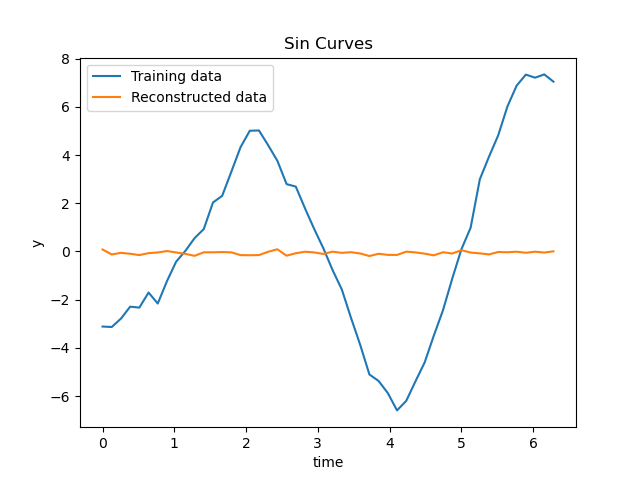 Sin Curves
Training data
Reconstructed data
8
6
4
2
0
−2
−4
−6
y
0 1 2 3 4 5 6
time